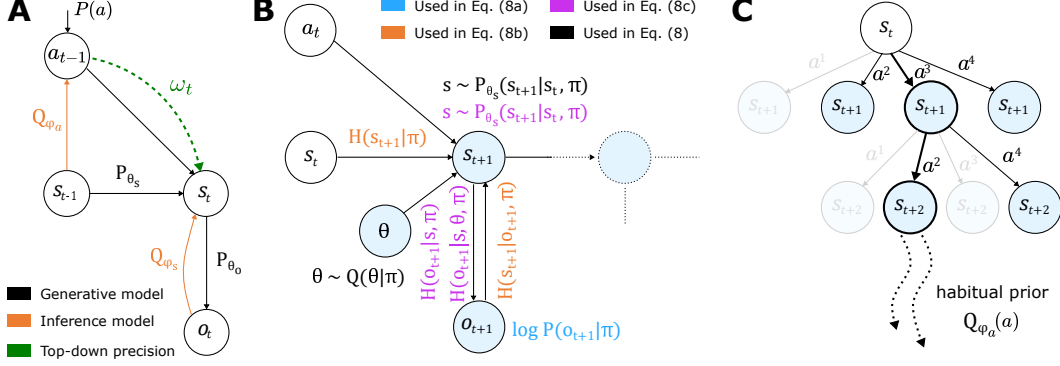 A
P(a)
a_{t−1}
ω_t
Q_{φ_a}
s_{t-1}
P_{θ_s}
s_t
Q_{φ_s}
P_{θ_o}
o_t
Generative model
Inference model
Top-down precision
B
Used in Eq. (8a)
Used in Eq. (8c)
Used in Eq. (8b)
Used in Eq. (8)
a_t
s ~ P_{θ_s}(s_{t+1}|s_t, π)
s ~ P_{θ_s}(s_{t+1}|s_t, π)
s_t
H(s_{t+1}|π)
s_{t+1}
θ
θ ~ Q(θ|π)
H(o_{t+1}|s, π)
H(o_{t+1}|s, θ, π)
H(s_{t+1}|o_{t+1}, π)
o_{t+1}
log P(o_{t+1}|π)
C
s_t
a^1
a^2
a^3
a^4
s_{t+1}
s_{t+1}
s_{t+1}
s_{t+1}
a^1
a^2
a^3
a^4
s_{t+2}
s_{t+2}
s_{t+2}
s_{t+2}
habitual prior
Q_{φ_a}(a)